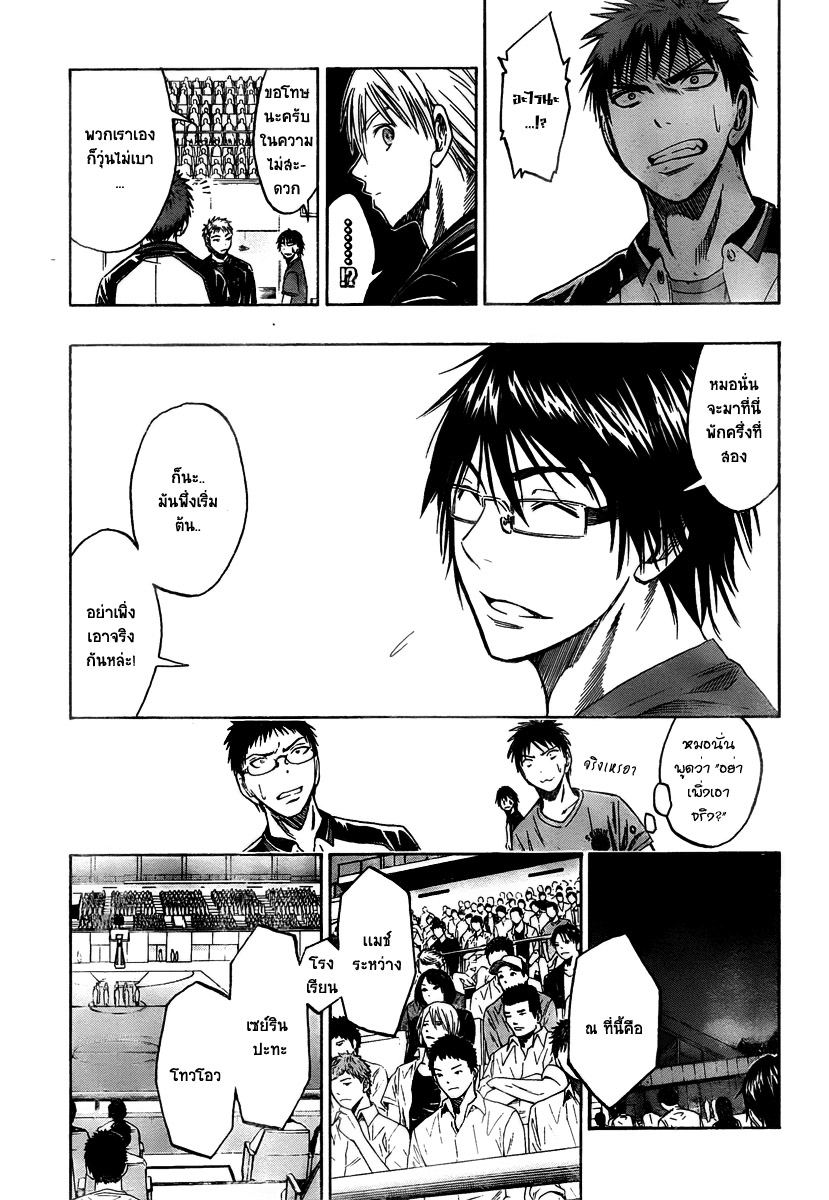 อะไรนะ
...!?
......!?
ขอโทษ
นะครับ
ในความ
ไม่สะ-
ดวก
พวกเราเอง
ก็วุ่นไม่เบา
...
หมอนั่น
จะมาที่นี่
พักครึ่งที่
สอง
ก็นะ..
มันพึ่งเริ่ม
ต้น..
อย่าเพิ่ง
เอาจริง
กันหล่ะ!
หมอนั่น
พูดว่า "อย่า
เพิ่งเอา
จริง?"
จริงเหรอ
ณ ที่นี้คือ
แมช์
ระหว่าง
โรง
เรียน
เซย์ริน
ปะทะ
โทวโอว